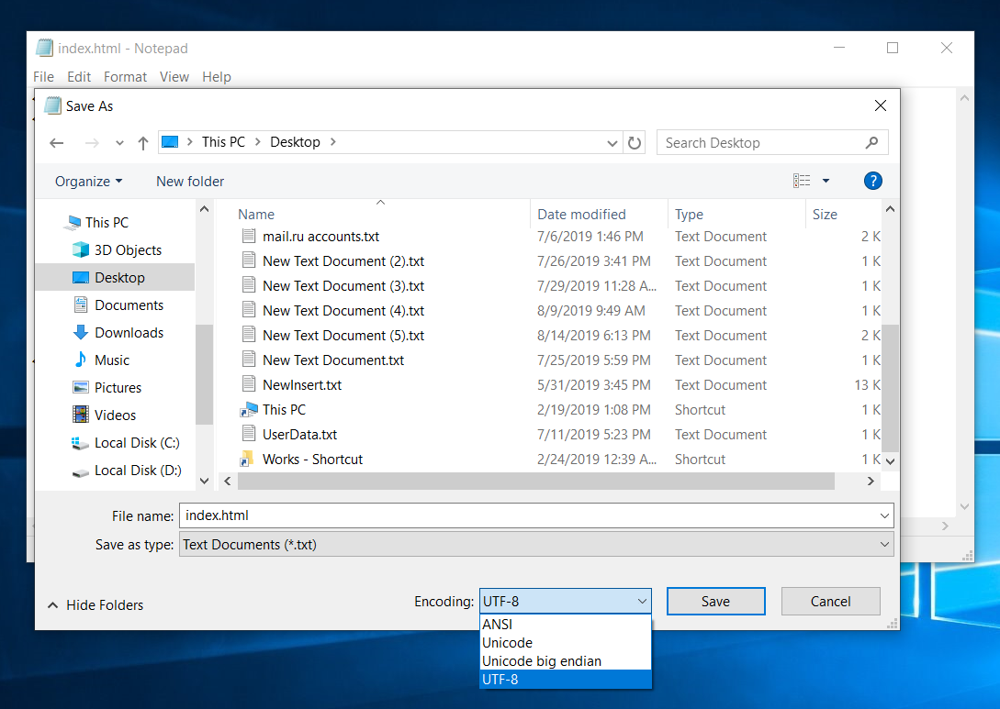 index.html - Notepad
File Edit Format View Help
Save As
This PC Desktop
Search Desktop
Organize New folder
?
Name Date modified Type Size
This PC
3D Objects
Desktop
Documents
Downloads
Music
Pictures
Videos
Local Disk (C:)
Local Disk (D:)
mail.ru accounts.txt 7/6/2019 1:46 PM Text Document 2 K
New Text Document (2).txt 7/26/2019 3:41 PM Text Document 1 K
New Text Document (3).txt 7/29/2019 11:28 A... Text Document 1 K
New Text Document (4).txt 8/9/2019 9:49 AM Text Document 1 K
New Text Document (5).txt 8/14/2019 6:13 PM Text Document 2 K
New Text Document.txt 7/25/2019 5:59 PM Text Document 1 K
NewInsert.txt 5/31/2019 3:45 PM Text Document 13 K
This PC 2/19/2019 1:08 PM Shortcut 1 K
UserData.txt 7/11/2019 5:23 PM Text Document 1 K
Works - Shortcut 2/24/2019 12:39 A... Shortcut 1 K
File name: index.html
Save as type: Text Documents (*.txt)
Hide Folders
Encoding: UTF-8
Save Cancel
ANSI
Unicode
Unicode big endian
UTF-8